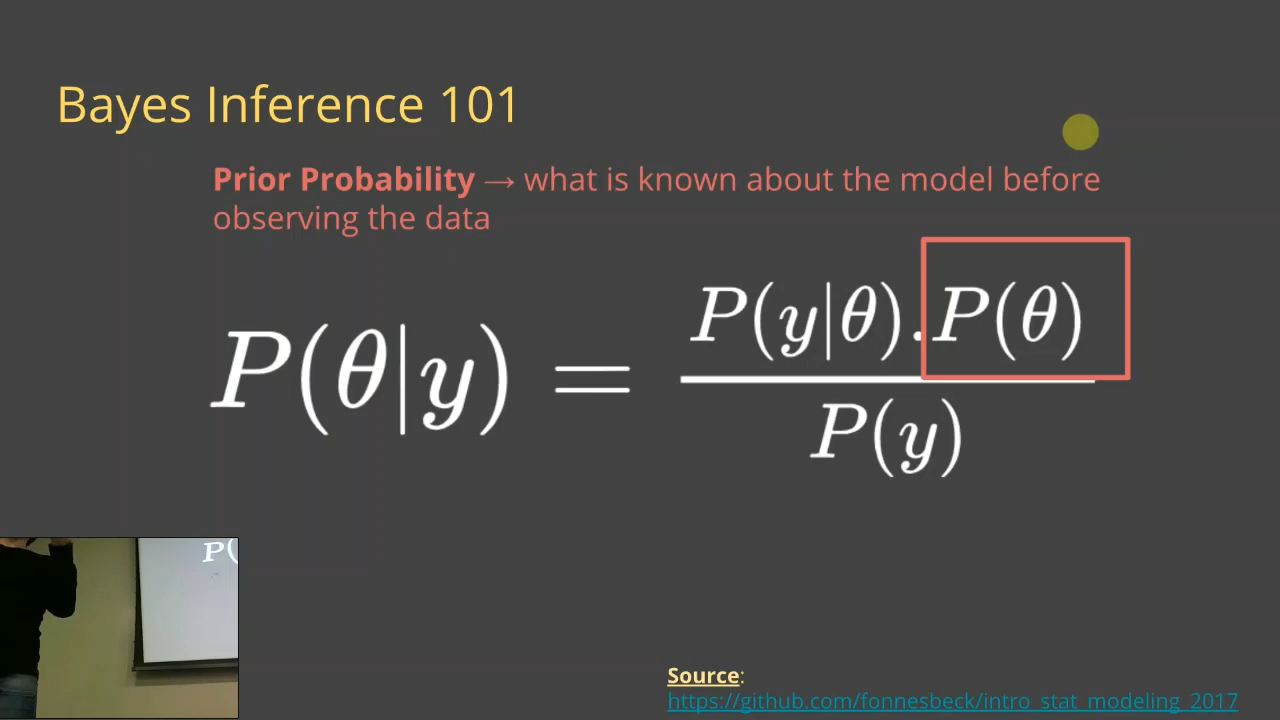 Bayes Inference 101
Prior Probability → what is known about the model before
observing the data
P(θ|y) = P(y|θ).P(θ)
P(y)
P(
Source:
https://github.com/fonnesbeck/intro_stat_modeling_2017